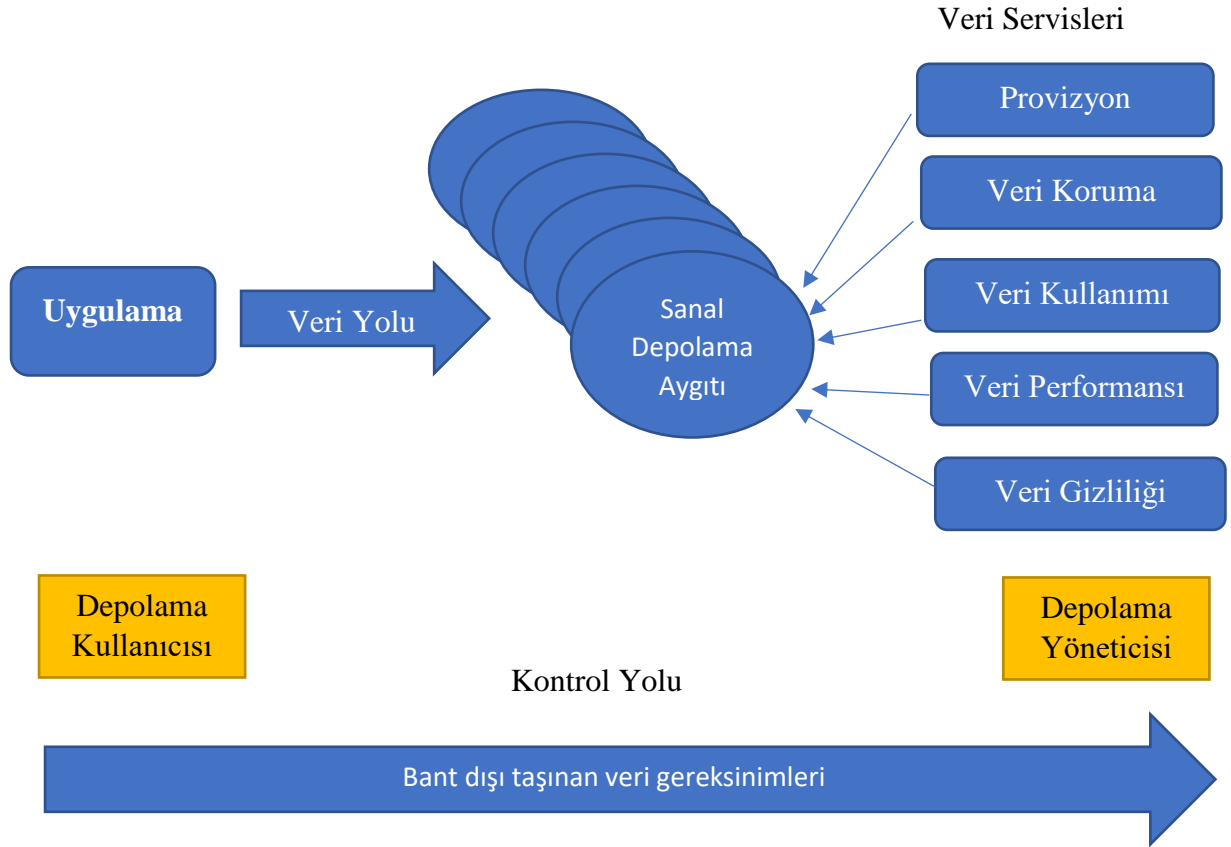 Veri Servisleri
Provizyon
Veri Koruma
Veri Kullanımı
Veri Performansı
Veri Gizliliği
Uygulama
Veri Yolu
Sanal
Depolama
Aygıtı
Depolama
Kullanıcısı
Depolama
Yöneticisi
Kontrol Yolu
Bant dışı taşınan veri gereksinimleri